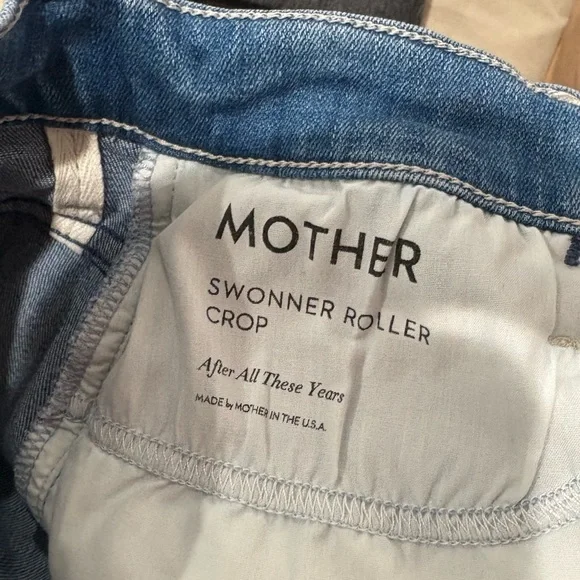 MOTHER
SWONNER ROLLER
CROP
After All These Years
MADE by MOTHER IN THE U.S.A.